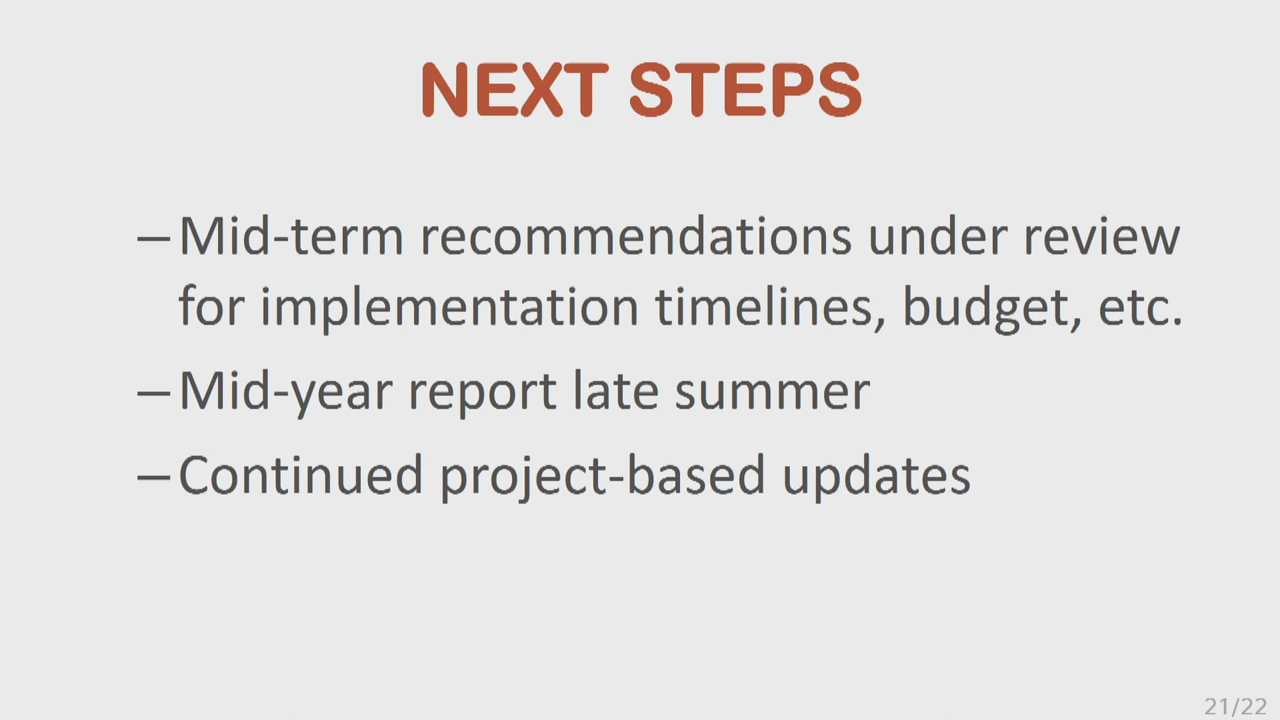 NEXT STEPS
– Mid-term recommendations under review
for implementation timelines, budget, etc.
– Mid-year report late summer
– Continued project-based updates
21/22